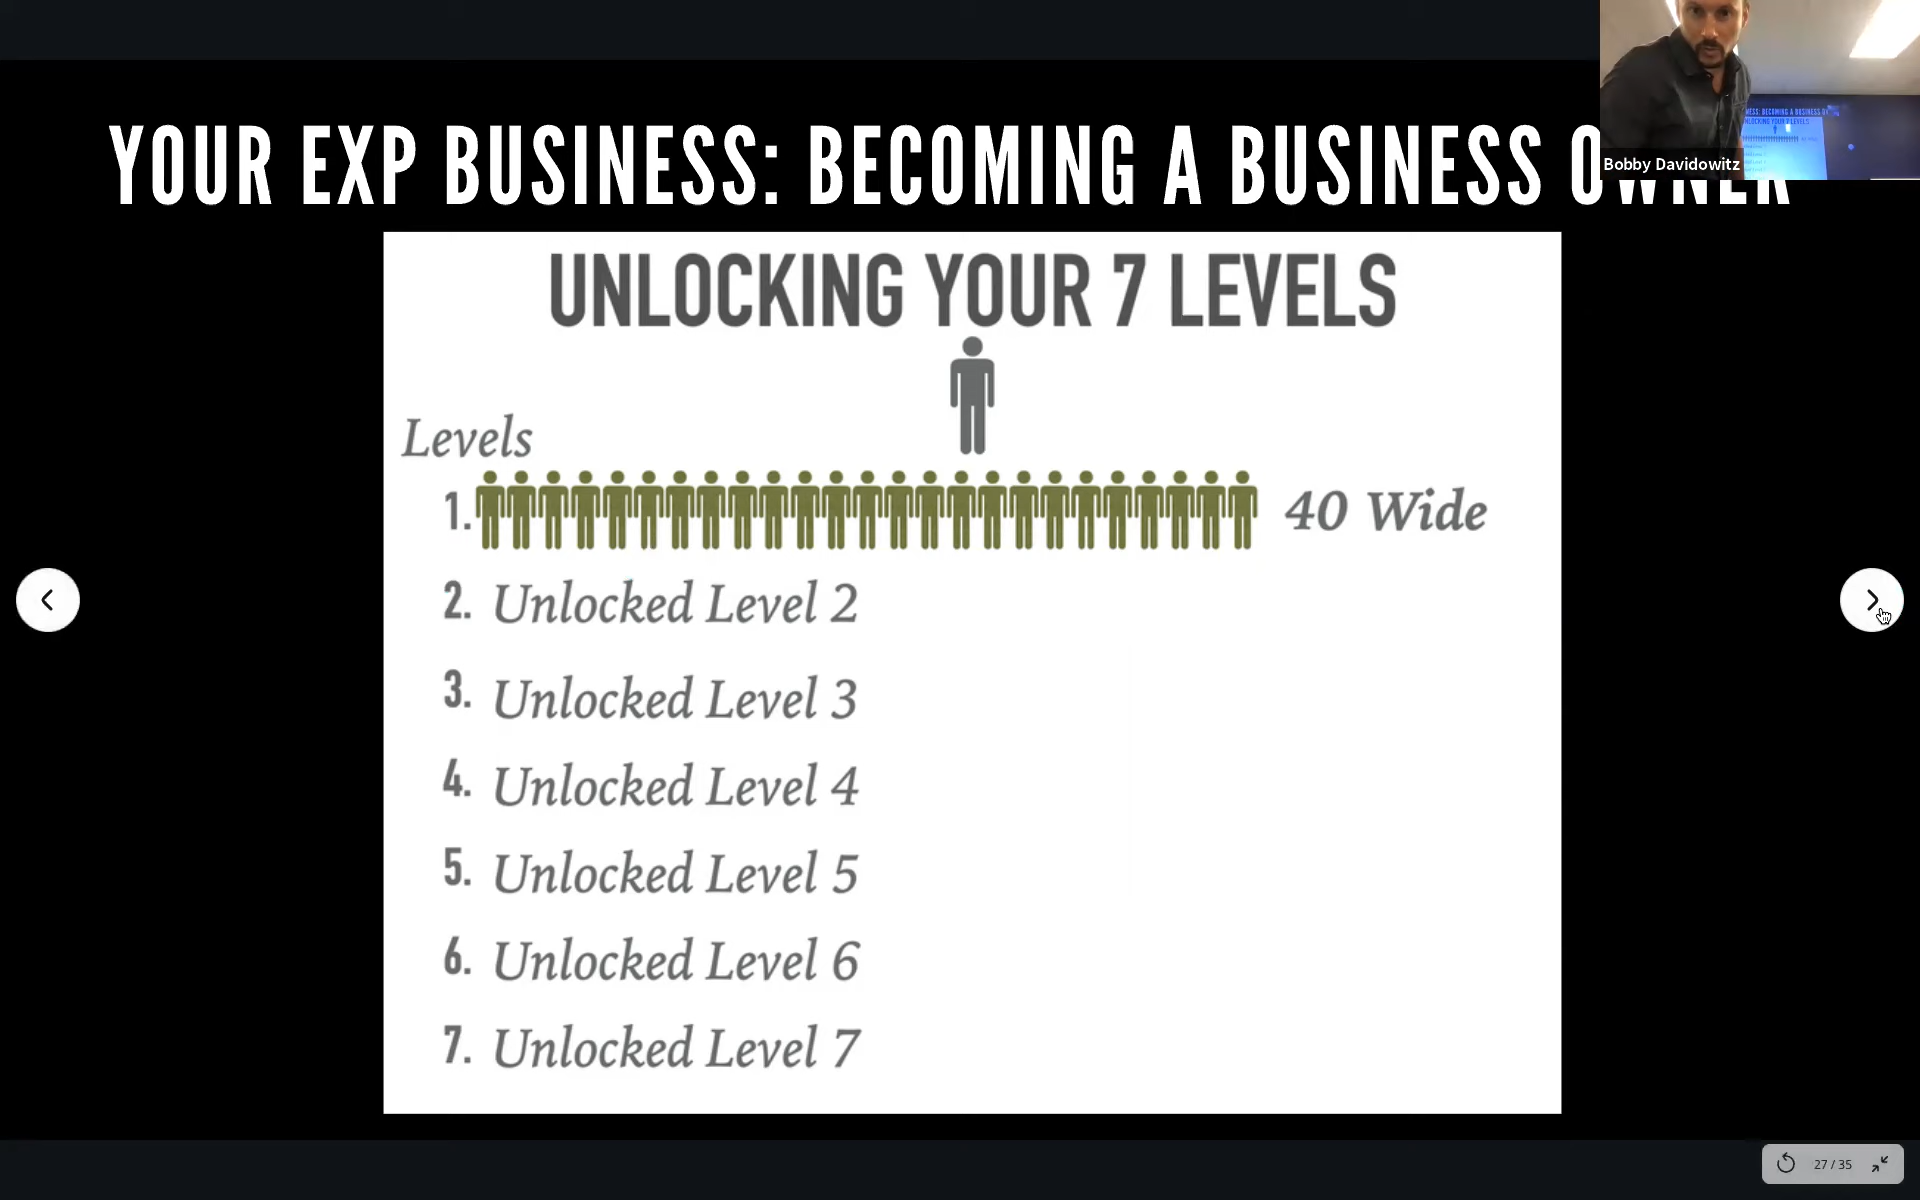 YOUR EXP BUSINESS: BECOMING A BUSINESS OWNER
Bobby Davidowitz
UNLOCKING YOUR 7 LEVELS
Levels
1. 40 Wide
2. Unlocked Level 2
3. Unlocked Level 3
4. Unlocked Level 4
5. Unlocked Level 5
6. Unlocked Level 6
7. Unlocked Level 7
27 / 35